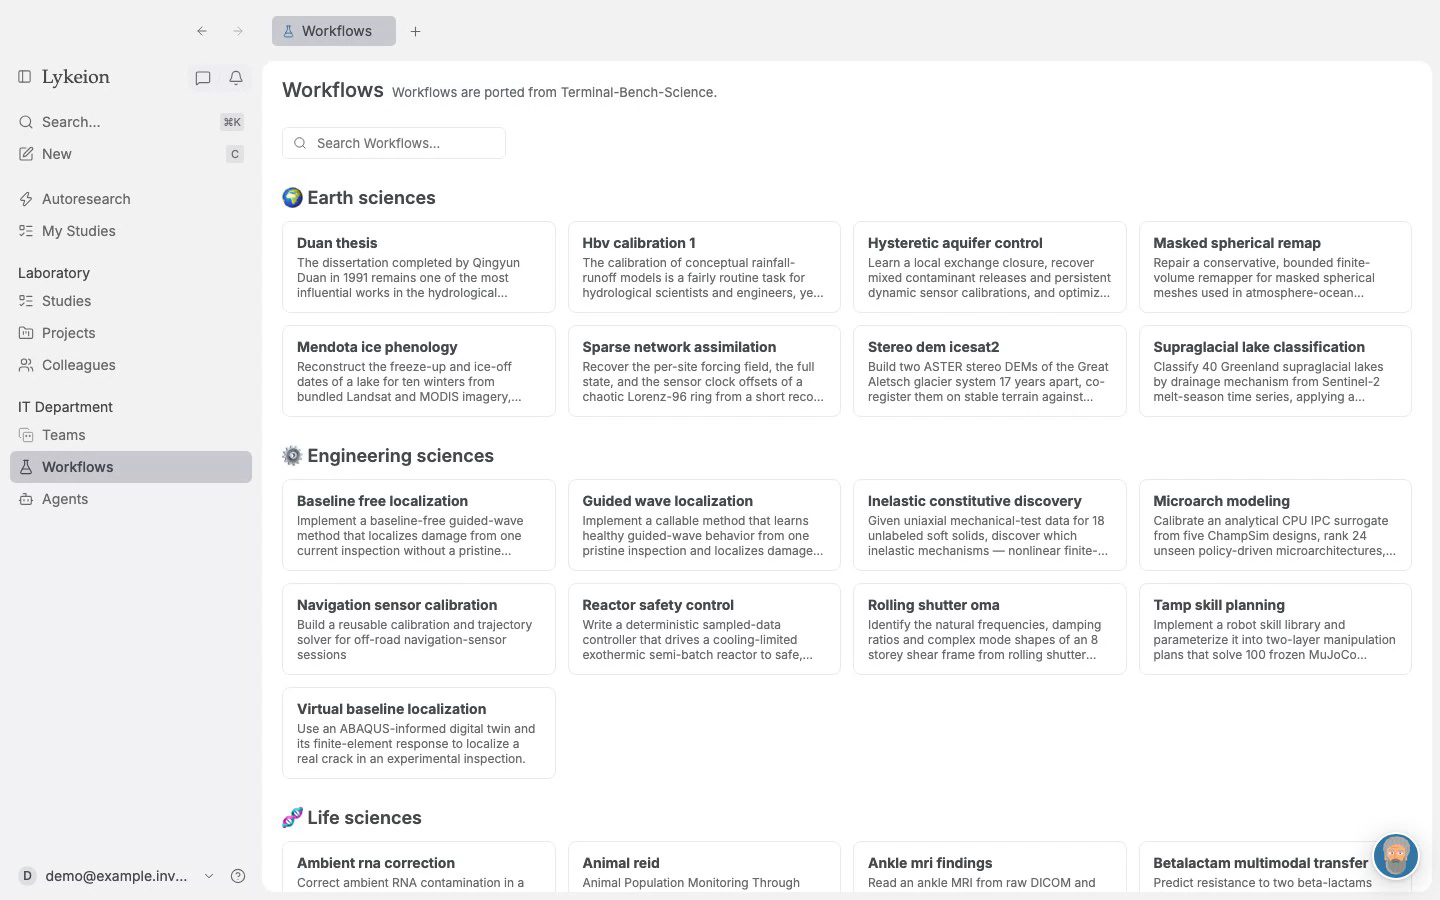 Workflows
Lykeion
Search...
⌘K
New
C
Autoresearch
My Studies
Laboratory
Studies
Projects
Colleagues
IT Department
Teams
Workflows
Agents
D
demo@example.inv...
Workflows
Workflows are ported from Terminal-Bench-Science.
Search Workflows...
Earth sciences
Duan thesis
The dissertation completed by Qingyun
Duan in 1991 remains one of the most
influential works in the hydrological...
Hbv calibration 1
The calibration of conceptual rainfall-
runoff models is a fairly routine task for
hydrological scientists and engineers, ye...
Hysteretic aquifer control
Learn a local exchange closure, recover
mixed contaminant releases and persistent
dynamic sensor calibrations, and optimiz...
Masked spherical remap
Repair a conservative, bounded finite-
volume remapper for masked spherical
meshes used in atmosphere-ocean...
Mendota ice phenology
Reconstruct the freeze-up and ice-off
dates of a lake for ten winters from
bundled Landsat and MODIS imagery,...
Sparse network assimilation
Recover the per-site forcing field, the full
state, and the sensor clock offsets of a
chaotic Lorenz-96 ring from a short reco...
Stereo dem icesat2
Build two ASTER stereo DEMs of the Great
Aletsch glacier system 17 years apart, co-
register them on stable terrain against...
Supraglacial lake classification
Classify 40 Greenland supraglacial lakes
by drainage mechanism from Sentinel-2
melt-season time series, applying a...
Engineering sciences
Baseline free localization
Implement a baseline-free guided-wave
method that localizes damage from one
current inspection without a pristine...
Guided wave localization
Implement a callable method that learns
healthy guided-wave behavior from one
pristine inspection and localizes damage...
Inelastic constitutive discovery
Given uniaxial mechanical-test data for 18
unlabeled soft solids, discover which
inelastic mechanisms — nonlinear finite-...
Microarch modeling
Calibrate an analytical CPU IPC surrogate
from five ChampSim designs, rank 24
unseen policy-driven microarchitectures,...
Navigation sensor calibration
Build a reusable calibration and trajectory
solver for off-road navigation-sensor
sessions
Reactor safety control
Write a deterministic sampled-data
controller that drives a cooling-limited
exothermic semi-batch reactor to safe,...
Rolling shutter oma
Identify the natural frequencies, damping
ratios and complex mode shapes of an 8
storey shear frame from rolling shutter...
Tamp skill planning
Implement a robot skill library and
parameterize it into two-layer manipulation
plans that solve 100 frozen MuJoCo...
Virtual baseline localization
Use an ABAQUS-informed digital twin and
its finite-element response to localize a
real crack in an experimental inspection.
Life sciences
Ambient rna correction
Correct ambient RNA contamination in a
Animal reid
Animal Population Monitoring Through
Ankle mri findings
Read an ankle MRI from raw DICOM and
Betalactam multimodal transfer
Predict resistance to two beta-lactams